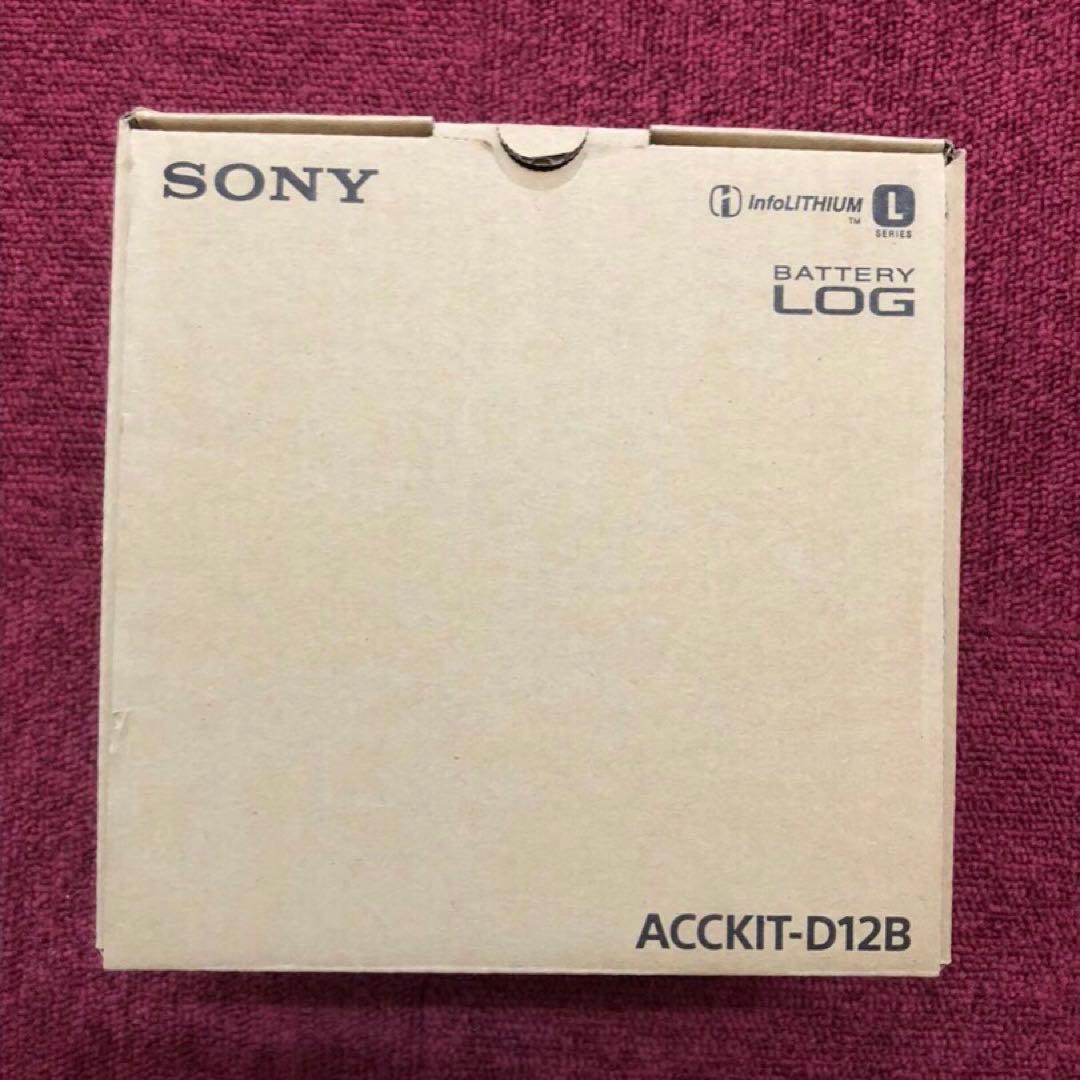 SONY
InfoLITHIUM L
TM SERIES
BATTERY
LOG
ACCKIT-D12B